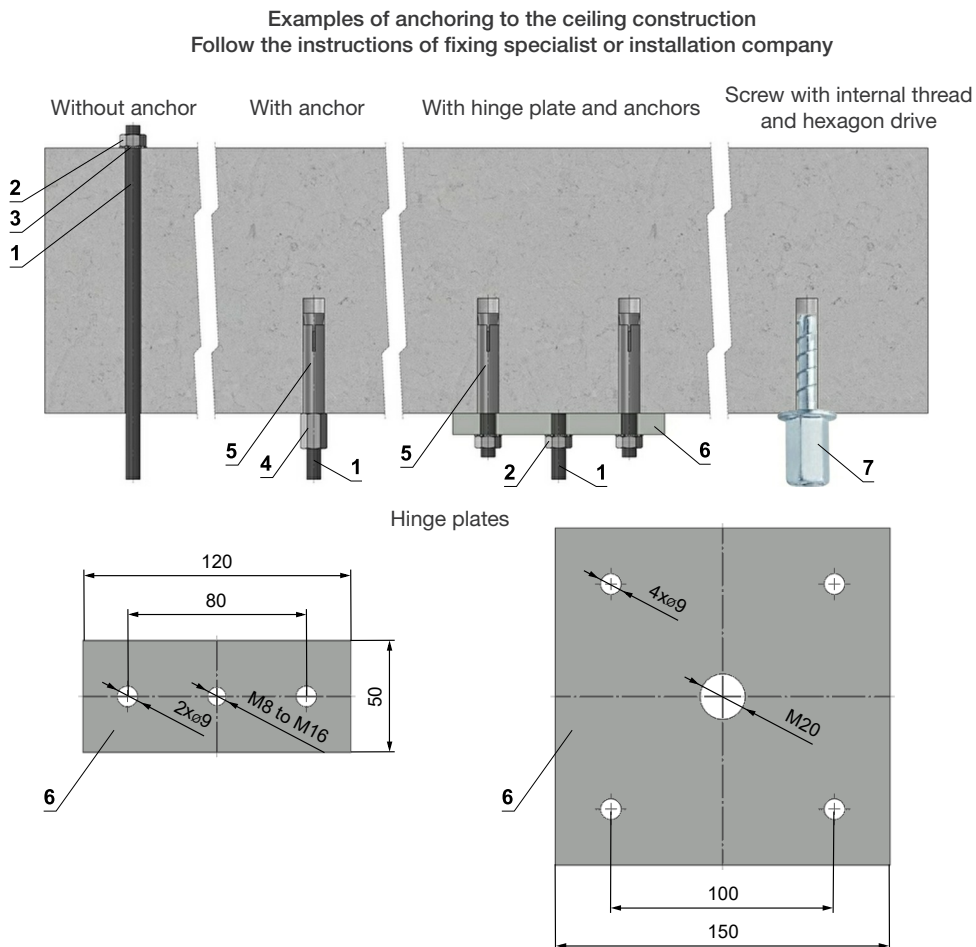 Examples of anchoring to the ceiling construction
Follow the instructions of fixing specialist or installation company
Without anchor
With anchor
With hinge plate and anchors
Screw with internal thread
and hexagon drive
2
3
1
5
4
1
5
2
1
6
7
Hinge plates
120
80
50
2xø9
M8 to M16
6
4xø9
M20
6
100
150